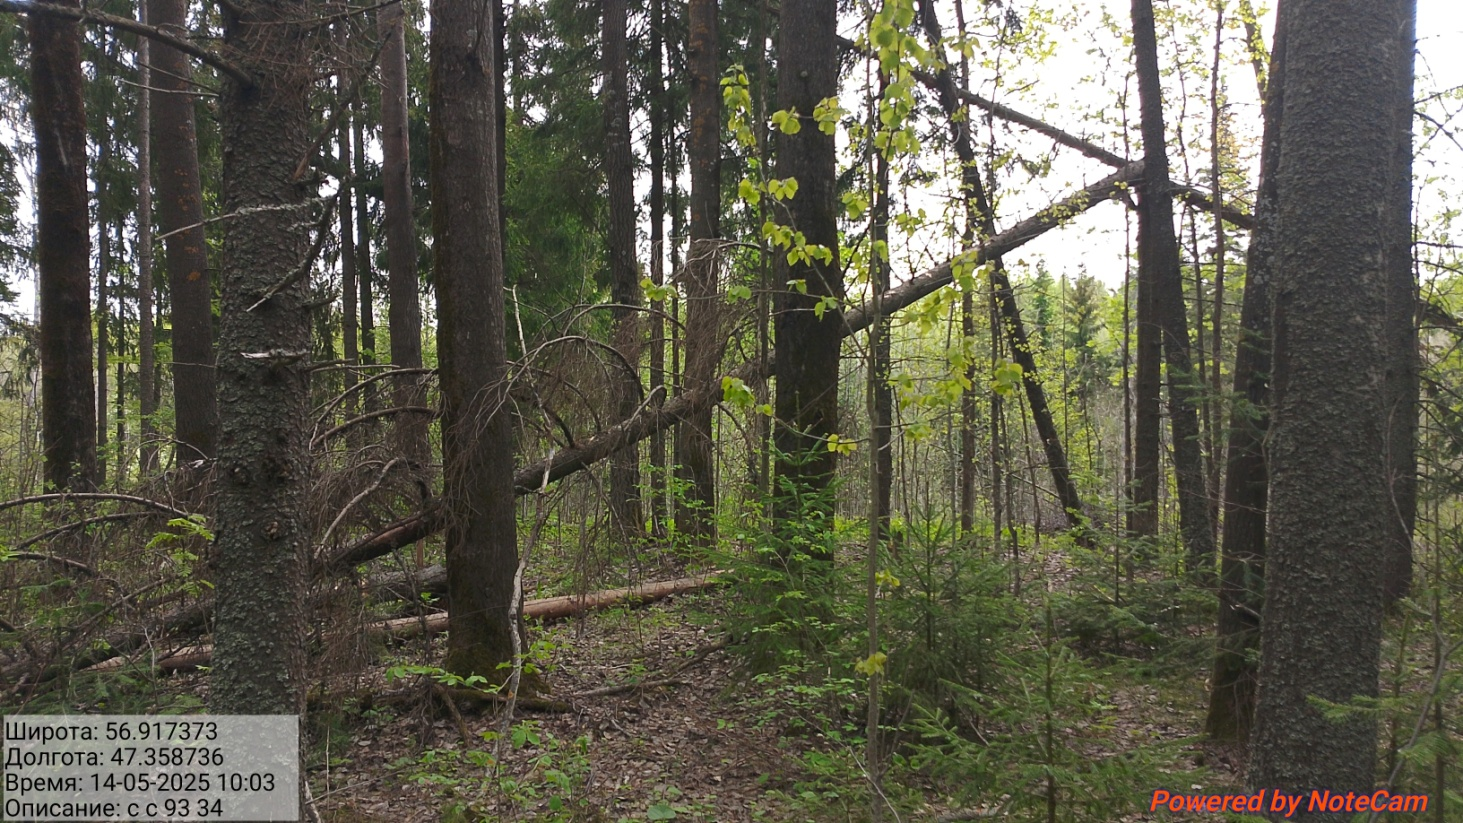 Широта: 56.917373
Долгота: 47.358736
Время: 14-05-2025 10:03
Описание: с с 93 34
Powered by NoteCam